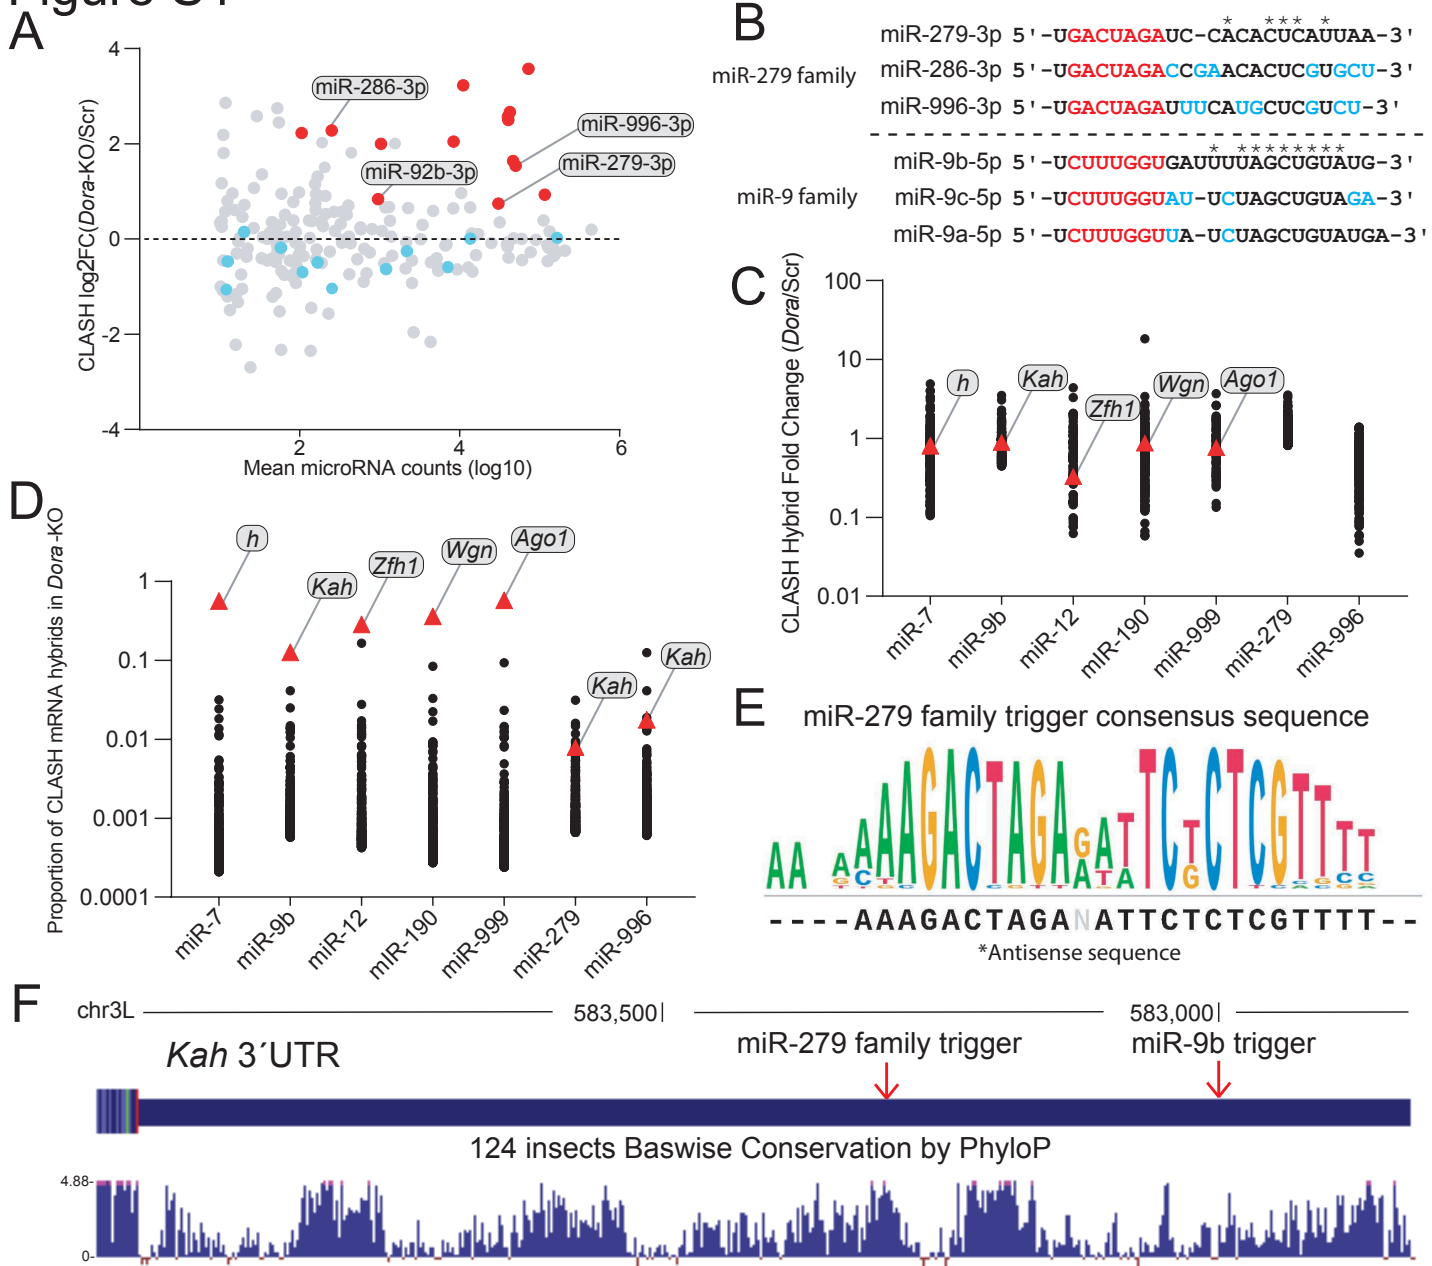 A
4
2
0
-2
-4
2
4
6
CLASH log2FC(Dora-KO/Scr)
Mean microRNA counts (log10)
miR-286-3p
miR-996-3p
miR-92b-3p
miR-279-3p
B
* *** *
miR-279-3p 5'-UGACUAGAUC-CACACUCAUUAA-3'
miR-279 family
miR-286-3p 5'-UGACUAGACCGAACACUCGUGCU-3'
miR-996-3p 5'-UGACUAGAUUUCAUGCUCGUCU-3'
* ********
miR-9b-5p 5'-UCUUUGGUGAUUUUAGCUGUAUG-3'
miR-9 family
miR-9c-5p 5'-UCUUUGGUAU-UCUAGCUGUAGA-3'
miR-9a-5p 5'-UCUUUGGUUA-UCUAGCUGUAUGA-3'
C
CLASH Hybrid Fold Change (Dora/Scr)
100
10
1
0.1
0.01
h
Kah
Zfh1
Wgn
Ago1
miR-7
miR-9b
miR-12
mIR-190
miR-999
miR-279
miR-996
D
Proportion of CLASH mRNA hybrids in Dora-KO
1
0.1
0.01
0.001
0.0001
h
Kah
Zfh1
Wgn
Ago1
Kah
Kah
miR-7
miR-9b
miR-12
mIR-190
miR-999
miR-279
miR-996
E
miR-279 family trigger consensus sequence
----AAAGACTAGANATTCTCTCGTTTT--
*Antisense sequence
F
chr3L
583,500|
583,000|
Kah 3´UTR
miR-279 family trigger
miR-9b trigger
124 insects Baswise Conservation by PhyloP
4.88-
0-